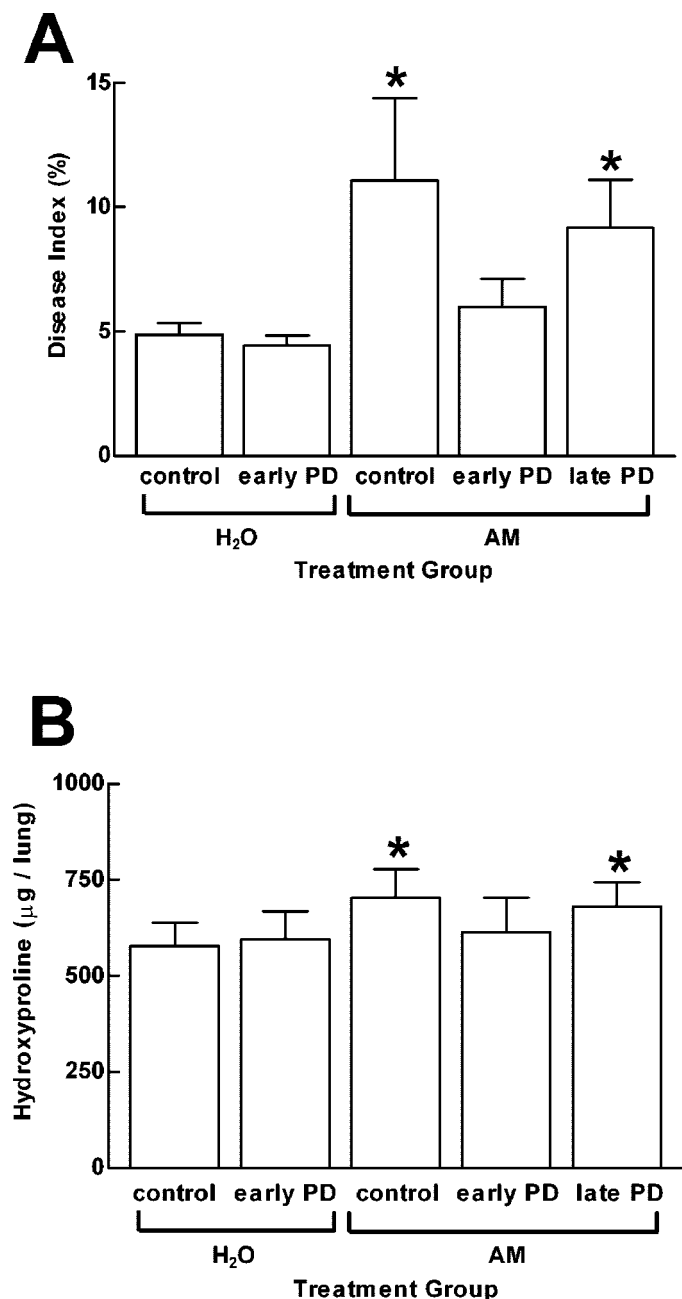 A
15
10
5
0
Disease Index (%)
*
*
control early PD control early PD late PD
H₂O AM
Treatment Group
B
1000
750
500
250
0
Hydroxyproline (μg / lung)
*
*
control early PD control early PD late PD
H₂O AM
Treatment Group